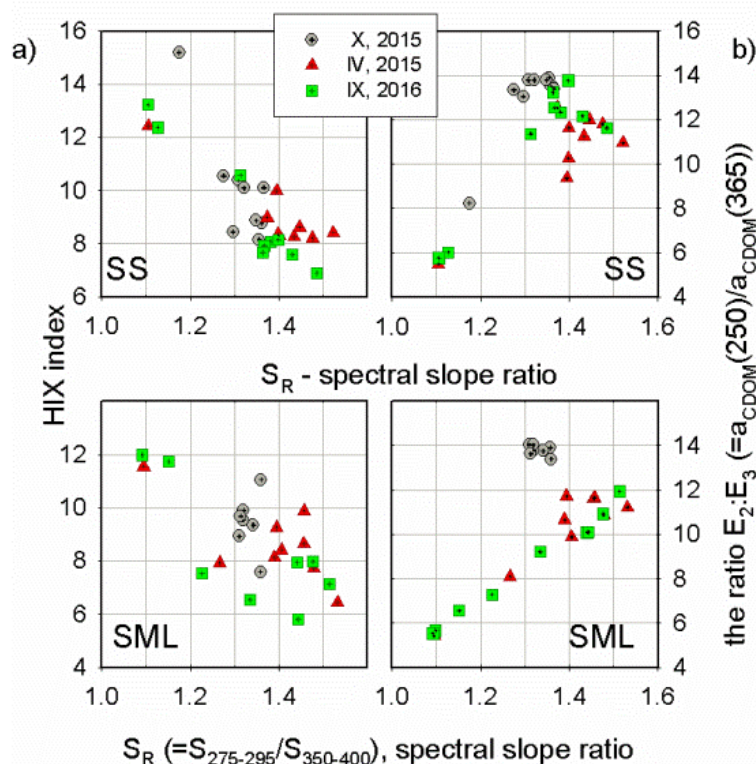 a)
b)
X, 2015
IV, 2015
IX, 2016
16
14
12
10
8
6
SS
1.0 1.2 1.4 1.6
16
14
12
10
8
6
4
SS
1.0 1.2 1.4 1.6
HIX index
S_R - spectral slope ratio
the ratio E₂:E₃ (=a_CDOM(250)/a_CDOM(365))
12
10
8
6
4
SML
1.0 1.2 1.4 1.6
14
12
10
8
6
4
SML
1.0 1.2 1.4 1.6
S_R (=S₂₇₅₋₂₉₅/S₃₅₀₋₄₀₀), spectral slope ratio